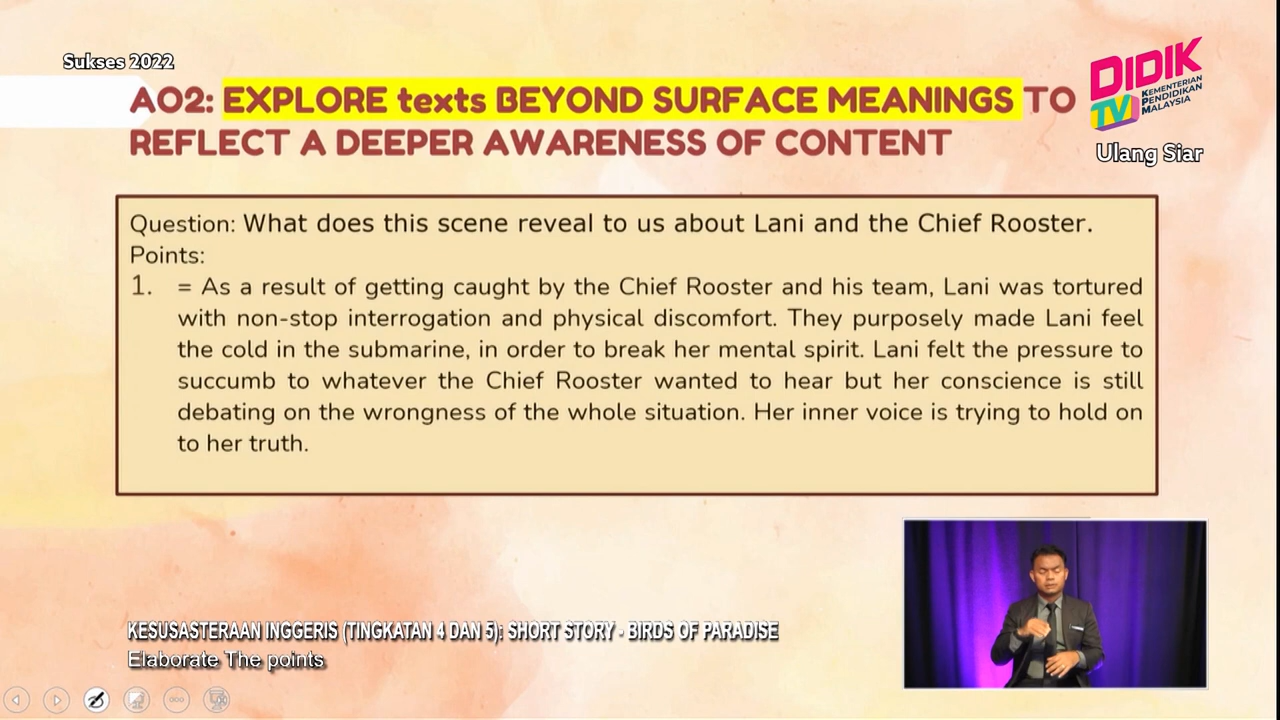 Sukses 2022
DIDIK
TV
KEMENTERIAN
PENDIDIKAN
MALAYSIA
Ulang Siar
AO2: EXPLORE texts BEYOND SURFACE MEANINGS TO
REFLECT A DEEPER AWARENESS OF CONTENT
Question: What does this scene reveal to us about Lani and the Chief Rooster.
Points:
1. = As a result of getting caught by the Chief Rooster and his team, Lani was tortured
with non-stop interrogation and physical discomfort. They purposely made Lani feel
the cold in the submarine, in order to break her mental spirit. Lani felt the pressure to
succumb to whatever the Chief Rooster wanted to hear but her conscience is still
debating on the wrongness of the whole situation. Her inner voice is trying to hold on
to her truth.
KESUSASTERAAN INGGERIS (TINGKATAN 4 DAN 5): SHORT STORY - BIRDS OF PARADISE
Elaborate The points